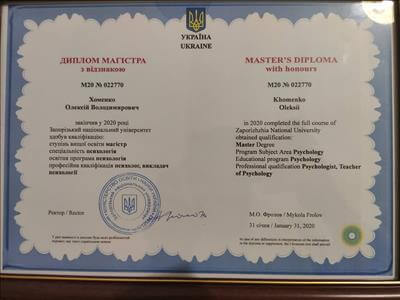 УКРАЇНА
UKRAINE
ДИПЛОМ МАГІСТРА
з відзнакою
М20 № 022770
Хоменко
Олексій Володимирович
закінчив у 2020 році
Запорізький національний університет
здобув кваліфікацію:
ступінь вищої освіти магістр
спеціальність психологія
освітня програма психологія
професійна кваліфікація психолог, викладач
психології
Ректор / Rector
MASTER'S DIPLOMA
with honours
M20 № 022770
Khomenko
Oleksii
in 2020 completed the full course of
Zaporizhzhia National University
obtained qualification:
Master Degree
Program Subject Area Psychology
Educational program Psychology
Professional qualification Psychologist, Teacher
of Psychology
М.О. Фролов / Mykola Frolov
31 січня / January 31, 2020